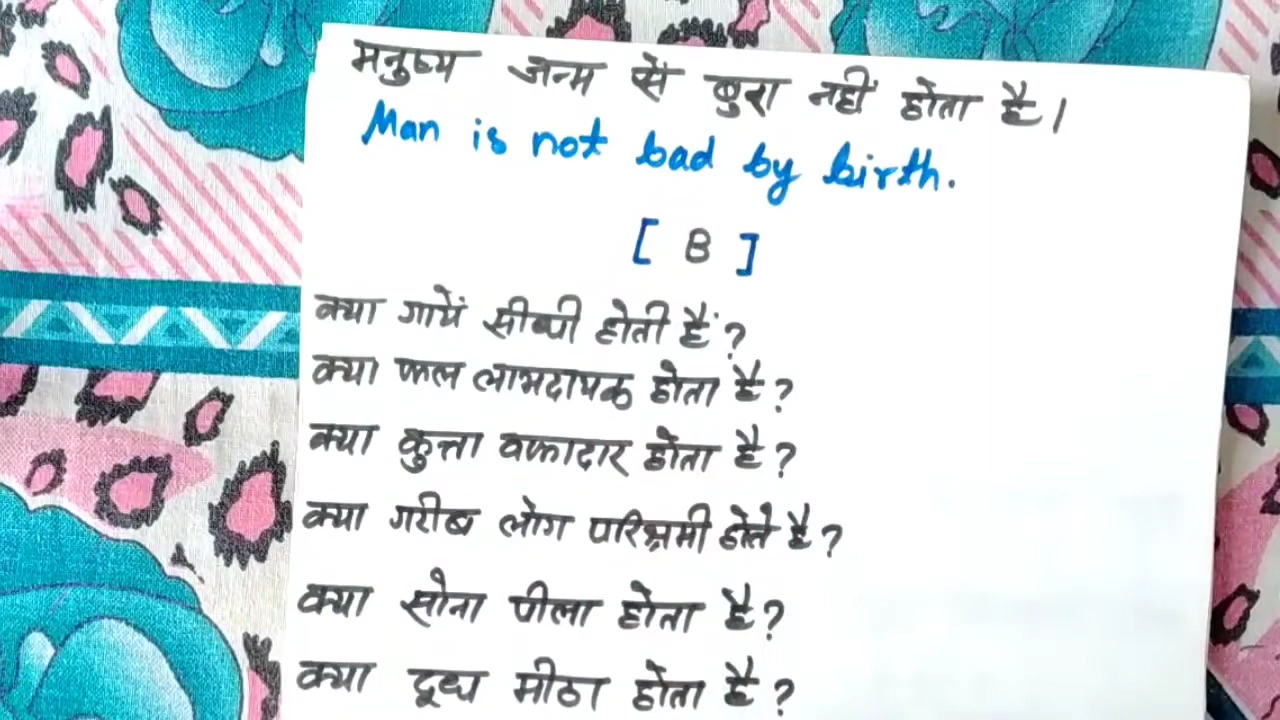 मनुष्य जन्म से बुरा नहीं होता है।
Man is not bad by birth.
[ B ]
क्या गायें सीधी होती हैं?
क्या फल लाभदायक होता है?
क्या कुत्ता वफादार होता है?
क्या गरीब लोग परिश्रमी होते है?
क्या सोना पीला होता है?
क्या दूध मीठा होता है?